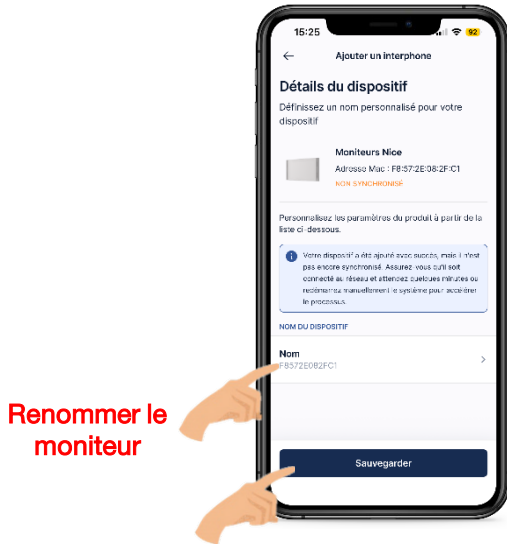 15:25
92
Ajouter un interphone
Détails du dispositif
Définissez un nom personnalisé pour votre
dispositif
Moniteurs Nice
Adresse Mac : F8:57:2E:08:2F:C1
NON SYNCHRONISÉ
Personnalisez les paramètres du produit à partir de la
liste ci-dessous.
Votre dispositif a été ajouté avec succès, mais il n'est
pas encore synchronisé. Assurez-vous qu'il soit
connecté au réseau et attendez quelques minutes ou
redémarrez manuellement le système pour accélérer
le processus.
NOM DU DISPOSITIF
Nom
F8572E082FC1
Renommer le
moniteur
Sauvegarder